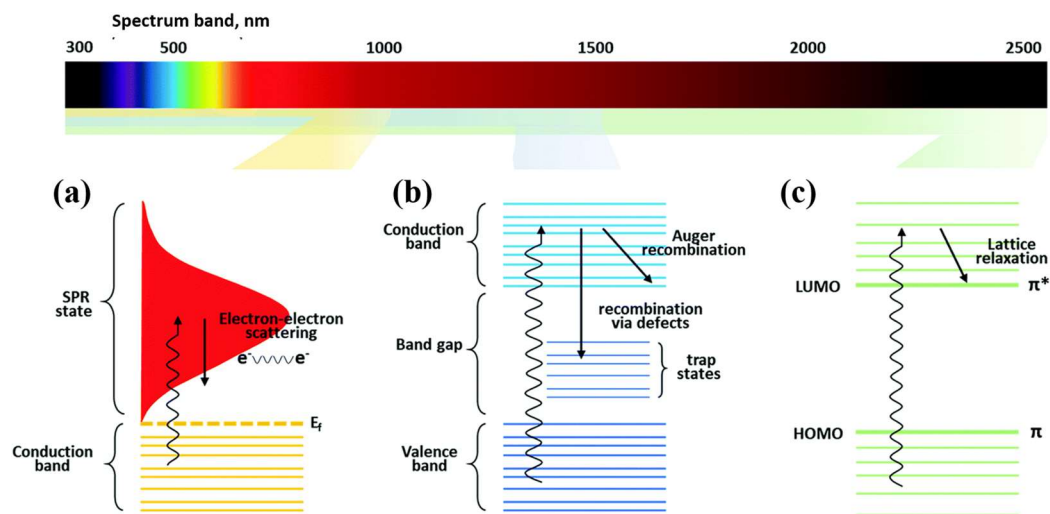 Spectrum band, nm
300 500 1000 1500 2000 2500
(a)
SPR
state
Electron-electron
scattering
e- e-
Ef
Conduction
band
(b)
Conduction
band
Auger
recombination
recombination
via defects
Band gap
trap
states
Valence
band
(c)
Lattice
relaxation
LUMO π*
HOMO π